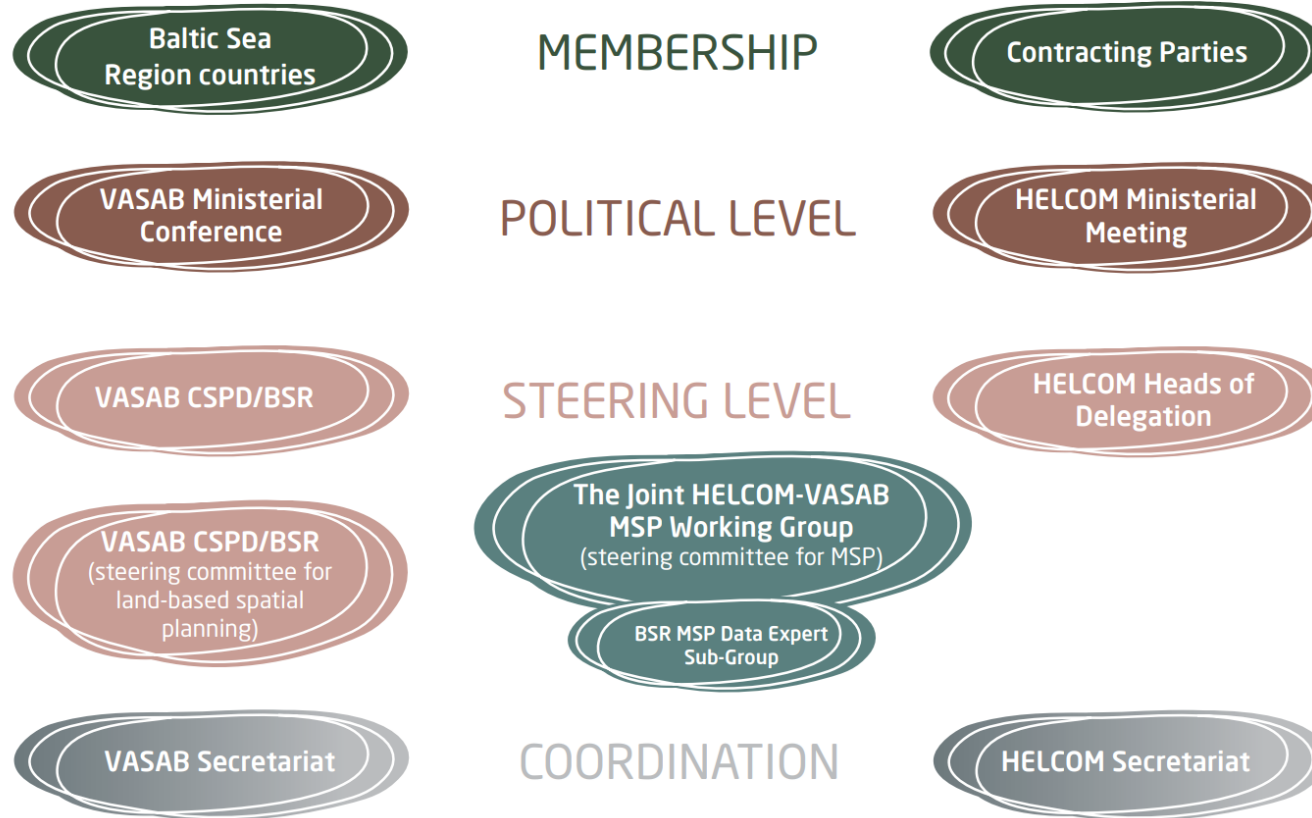 Baltic Sea
Region countries
MEMBERSHIP
Contracting Parties
VASAB Ministerial
Conference
POLITICAL LEVEL
HELCOM Ministerial
Meeting
VASAB CSPD/BSR
STEERING LEVEL
HELCOM Heads of
Delegation
VASAB CSPD/BSR
(steering committee for
land-based spatial
planning)
The Joint HELCOM-VASAB
MSP Working Group
(steering committee for MSP)
BSR MSP Data Expert
Sub-Group
VASAB Secretariat
COORDINATION
HELCOM Secretariat